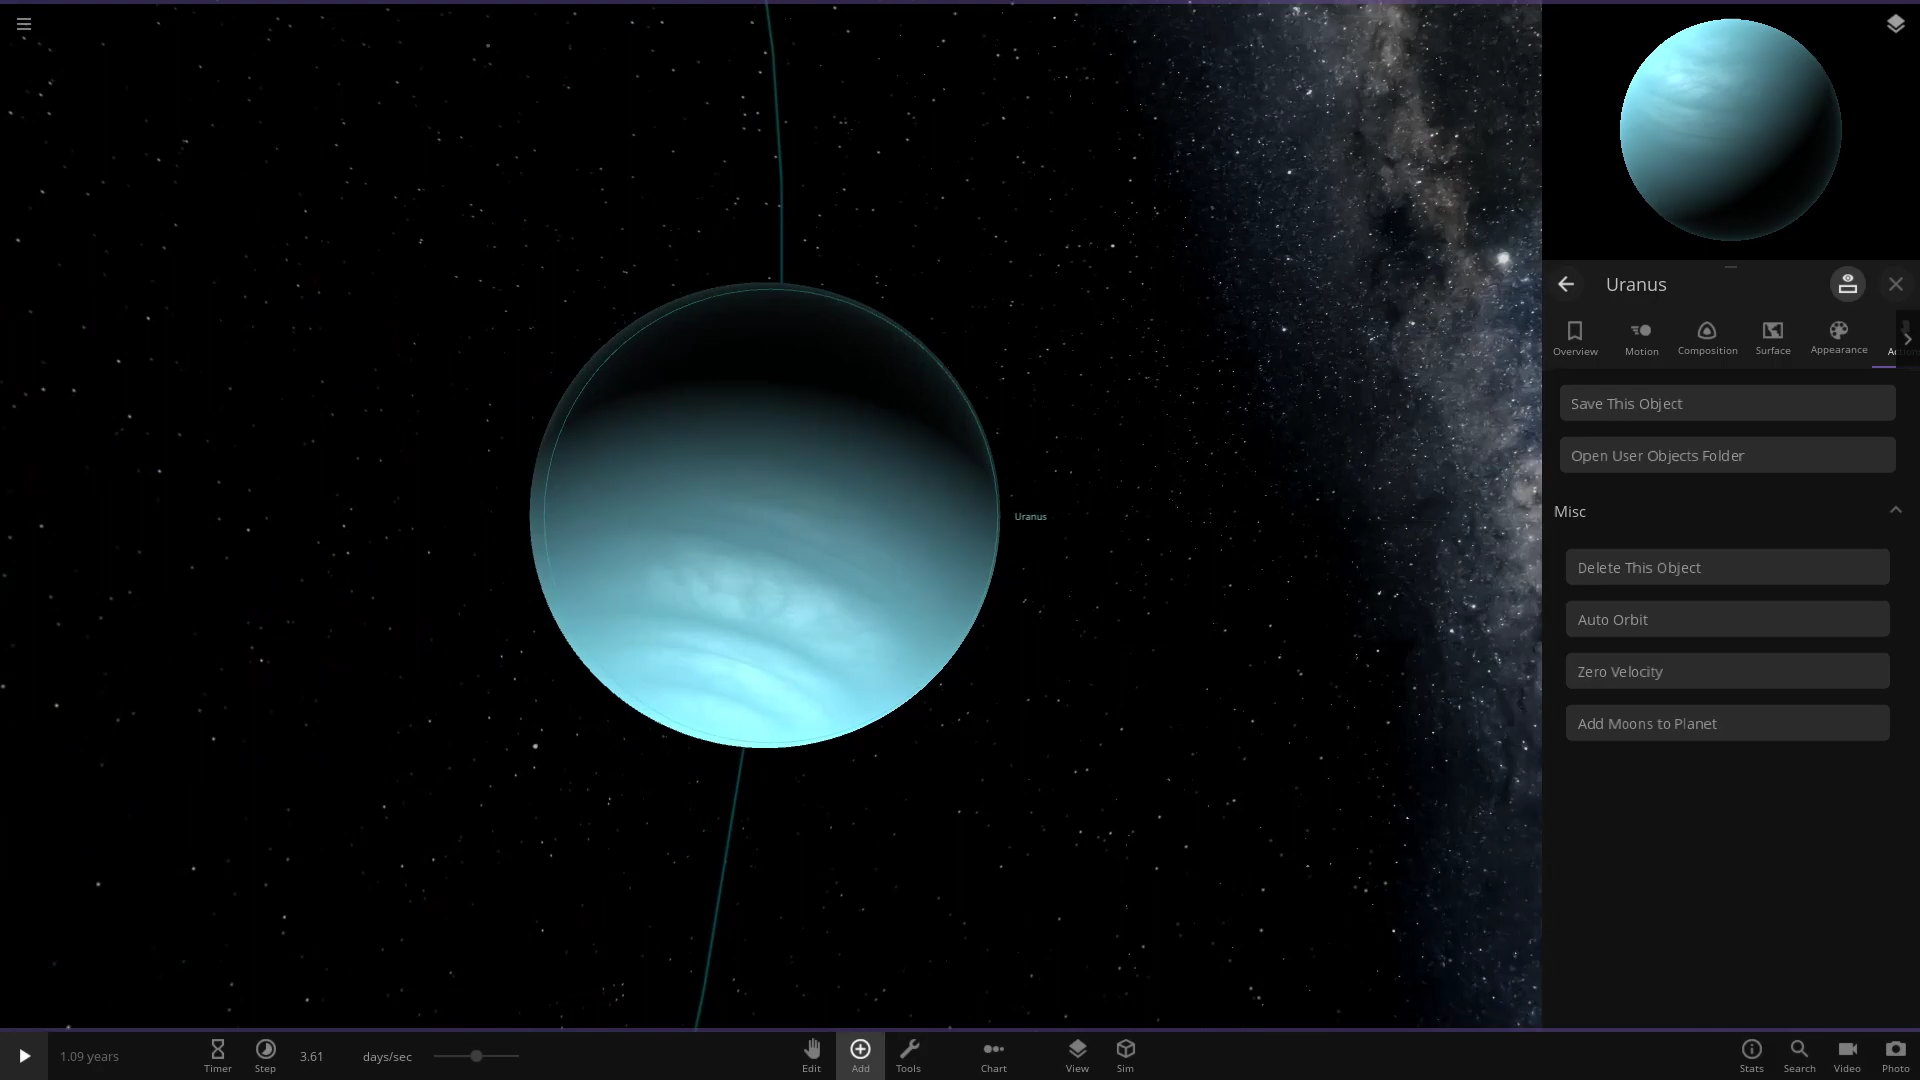 Uranus
Overview
Motion
Composition
Surface
Appearance
Save This Object
Open User Objects Folder
Misc
Delete This Object
Auto Orbit
Zero Velocity
Add Moons to Planet
Uranus
1.09 years
Timer
Step
3.61
days/sec
Edit
Add
Tools
Chart
View
Sim
Stats
Search
Video
Photo